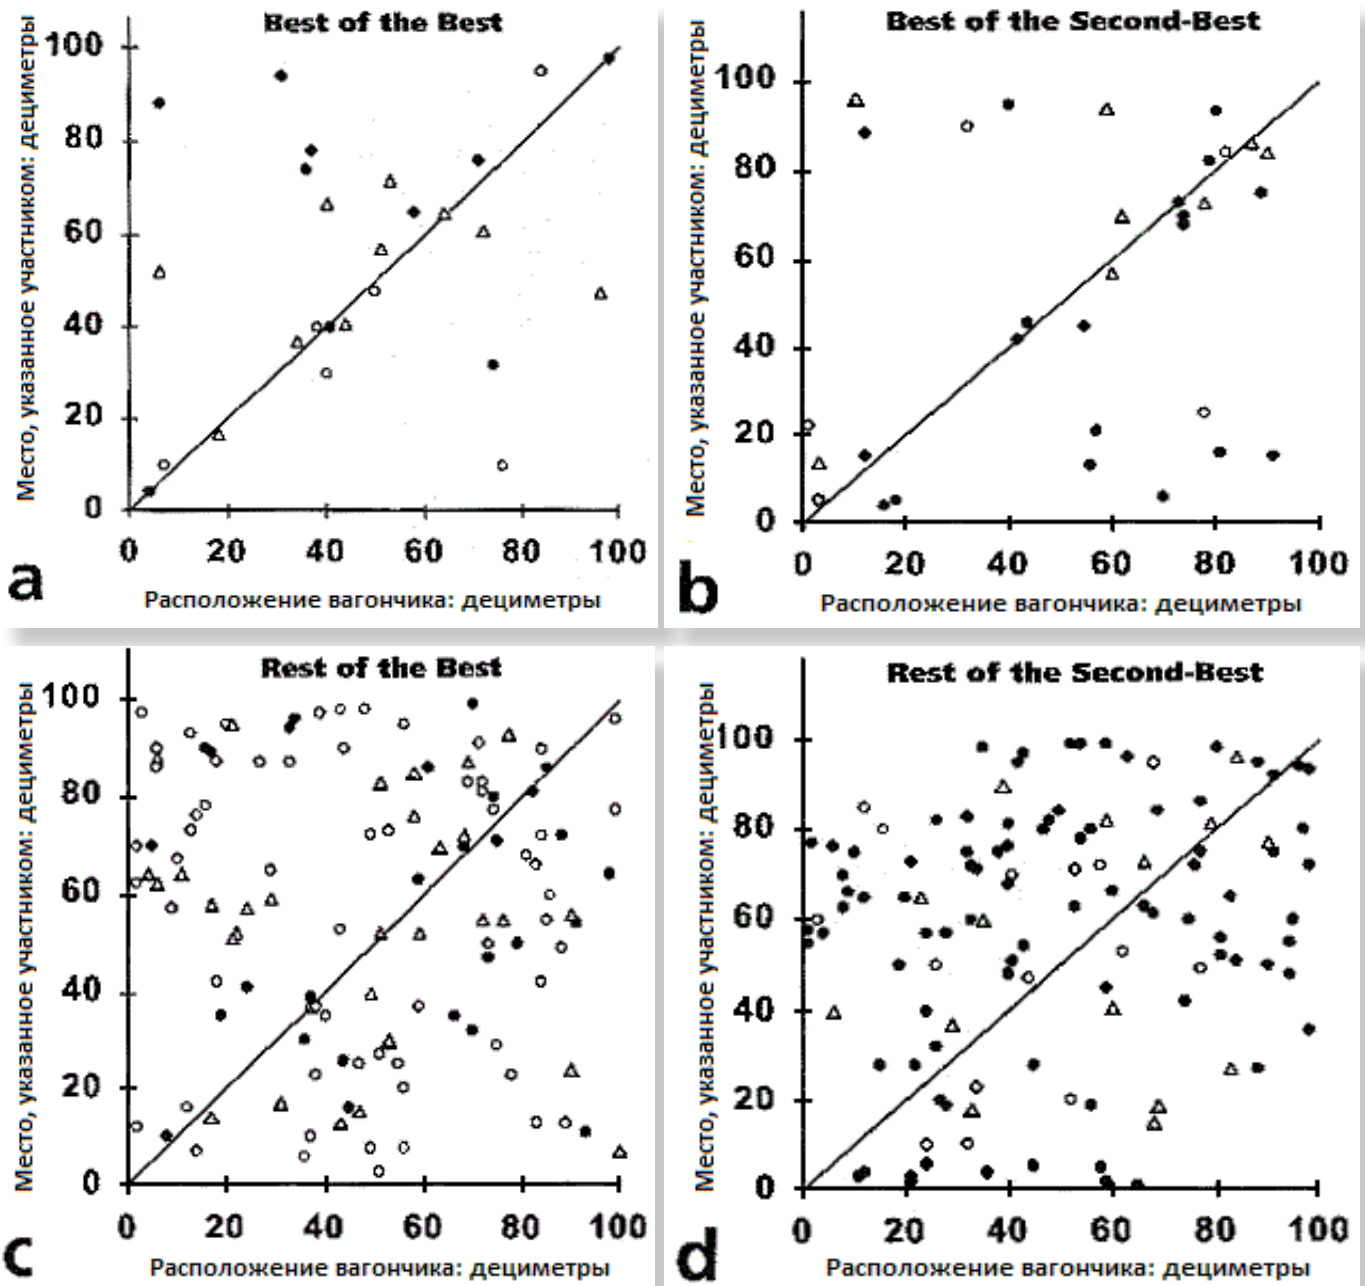 Best of the Best
Место, указанное участником: дециметры
100
80
60
40
20
0
0 20 40 60 80 100
a
Расположение вагончика: дециметры
Best of the Second-Best
Место, указанное участником: дециметры
100
80
60
40
20
0
0 20 40 60 80 100
b
Расположение вагончика: дециметры
Rest of the Best
Место, указанное участником: дециметры
100
80
60
40
20
0
0 20 40 60 80 100
c
Расположение вагончика: дециметры
Rest of the Second-Best
Место, указанное участником: дециметры
100
80
60
40
20
0
0 20 40 60 80 100
d
Расположение вагончика: дециметры